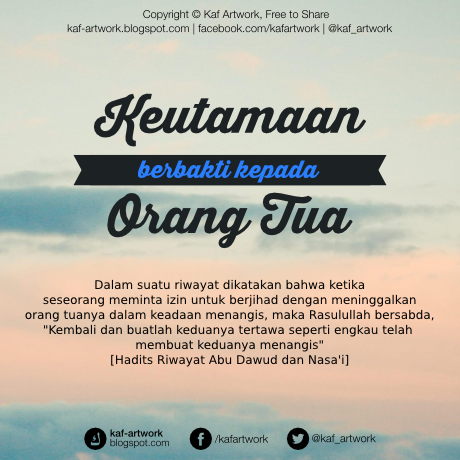 Copyright © Kaf Artwork, Free to Share
kaf-artwork.blogspot.com | facebook.com/kafartwork | @kaf_artwork
Keutamaan
berbakti kepada
Orang Tua
Dalam suatu riwayat dikatakan bahwa ketika
seseorang meminta izin untuk berjihad dengan meninggalkan
orang tuanya dalam keadaan menangis, maka Rasulullah bersabda,
"Kembali dan buatlah keduanya tertawa seperti engkau telah
membuat keduanya menangis"
[Hadits Riwayat Abu Dawud dan Nasa'i]
kaf-artwork
blogspot.com
/kafartwork
@kaf_artwork